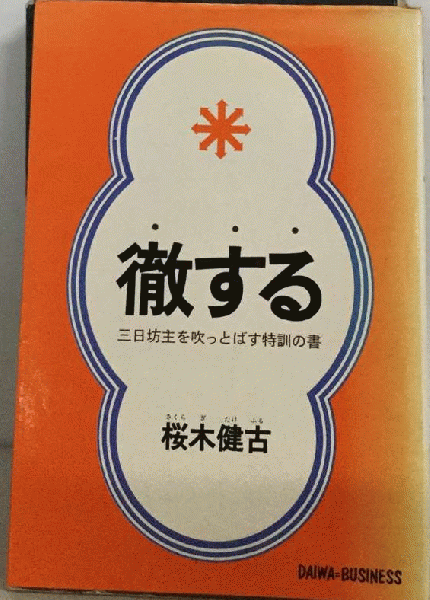 徹する
三日坊主を吹っとばす特訓の書
さくら ぎ たけ ふる
桜木健古
DAIWA=BUSINESS